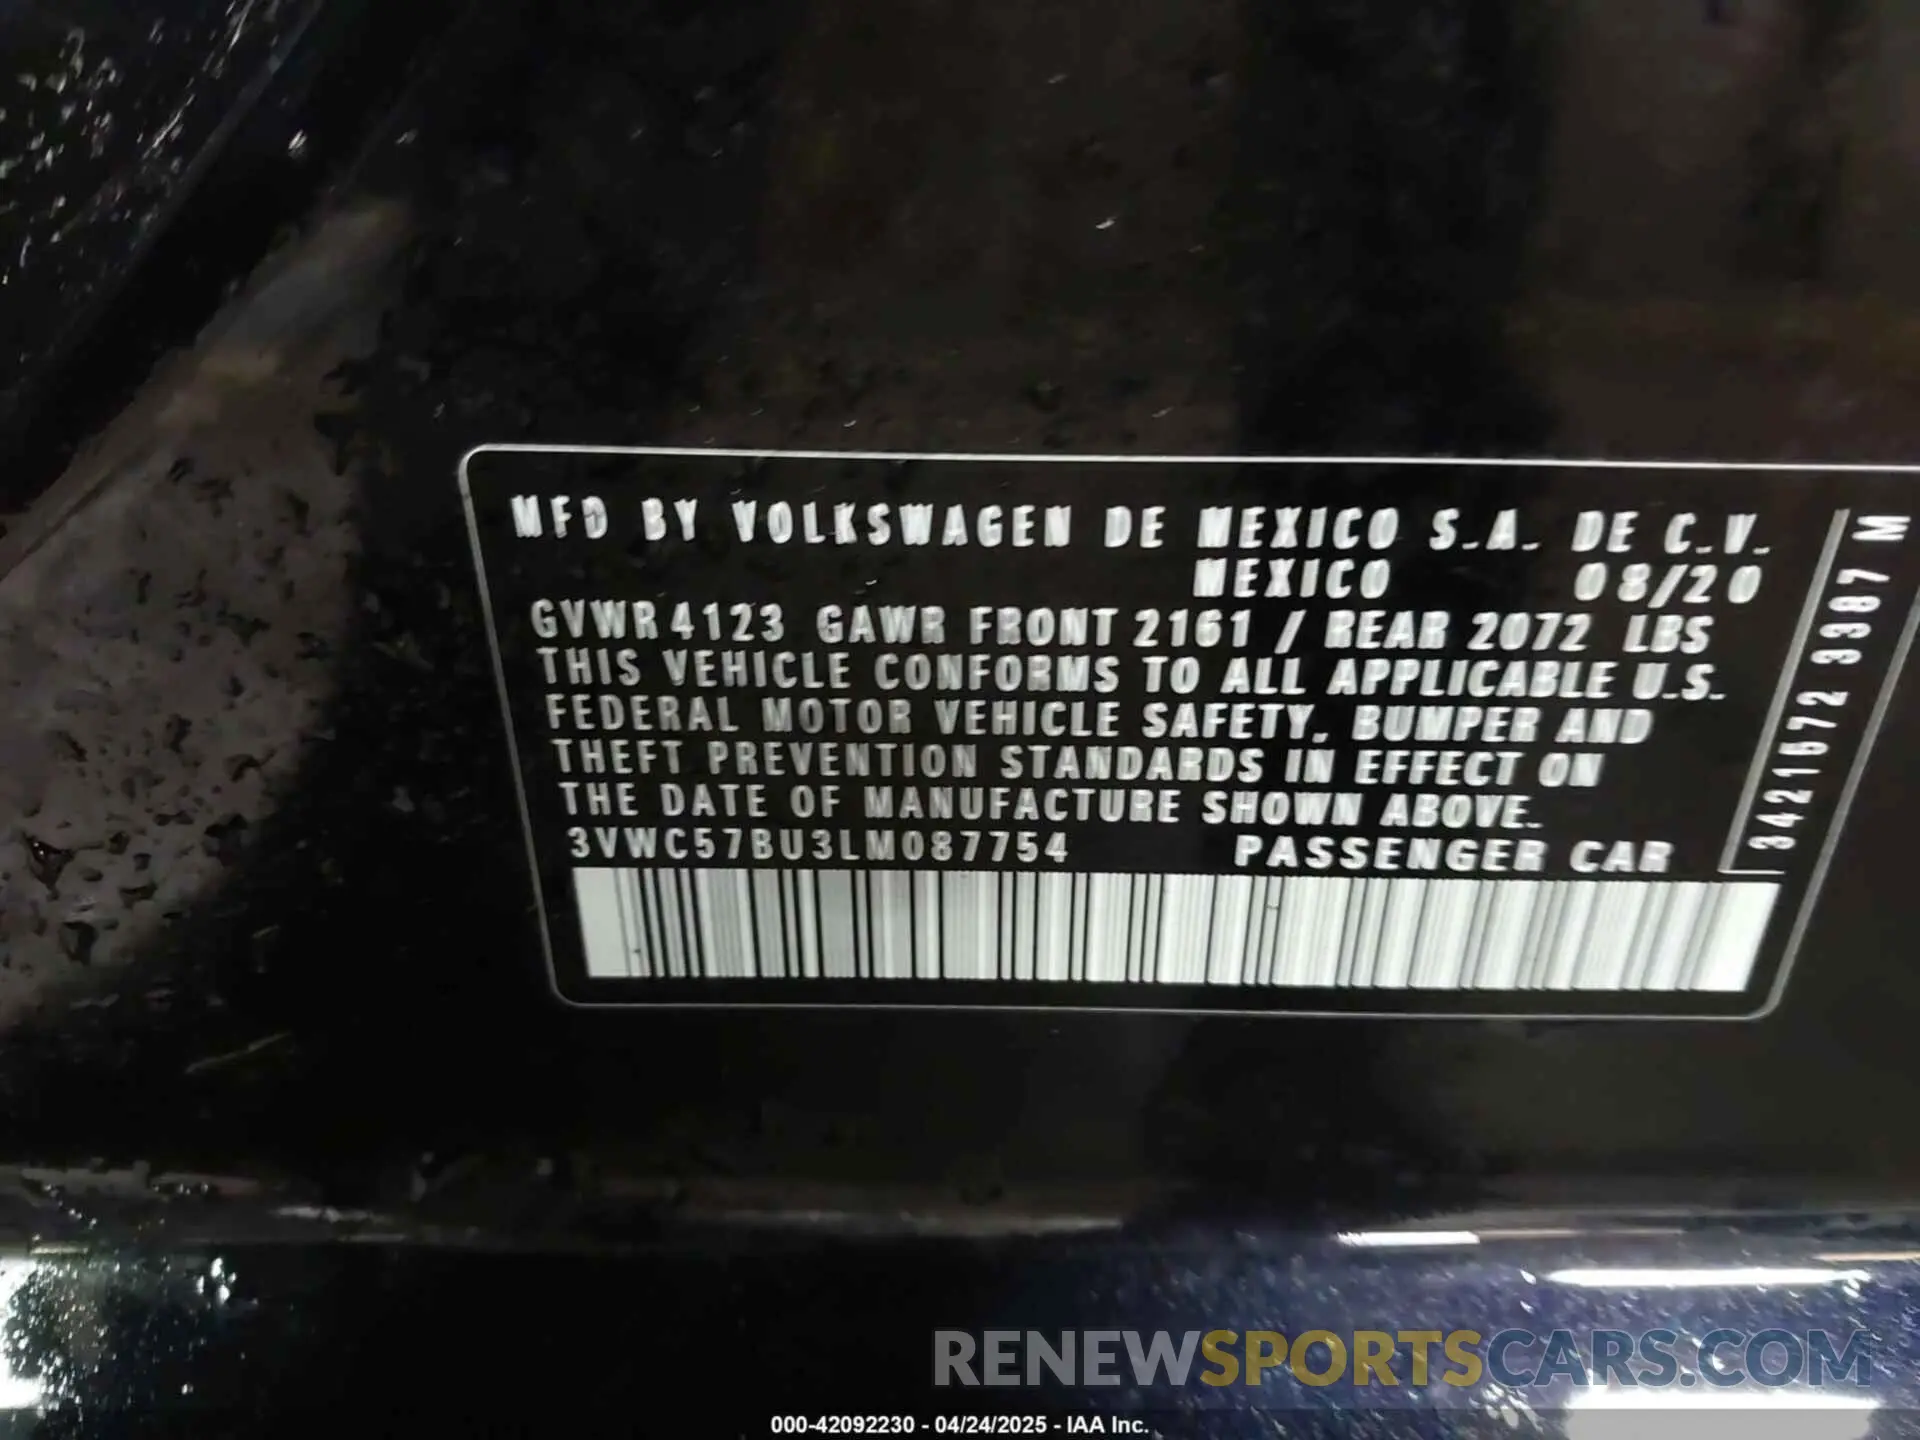 MFD BY VOLKSWAGEN DE MEXICO S.A. DE C.V.
MEXICO 08/20
GVWR 4123 GAWR FRONT 2161 / REAR 2072 LBS
THIS VEHICLE CONFORMS TO ALL APPLICABLE U.S.
FEDERAL MOTOR VEHICLE SAFETY, BUMPER AND
THEFT PREVENTION STANDARDS IN EFFECT ON
THE DATE OF MANUFACTURE SHOWN ABOVE.
3VWC57BU3LM087754 PASSENGER CAR
3421672 3387 M
RENEWSPORTSCARS.COM
000-42092230 - 04/24/2025 - IAA Inc.